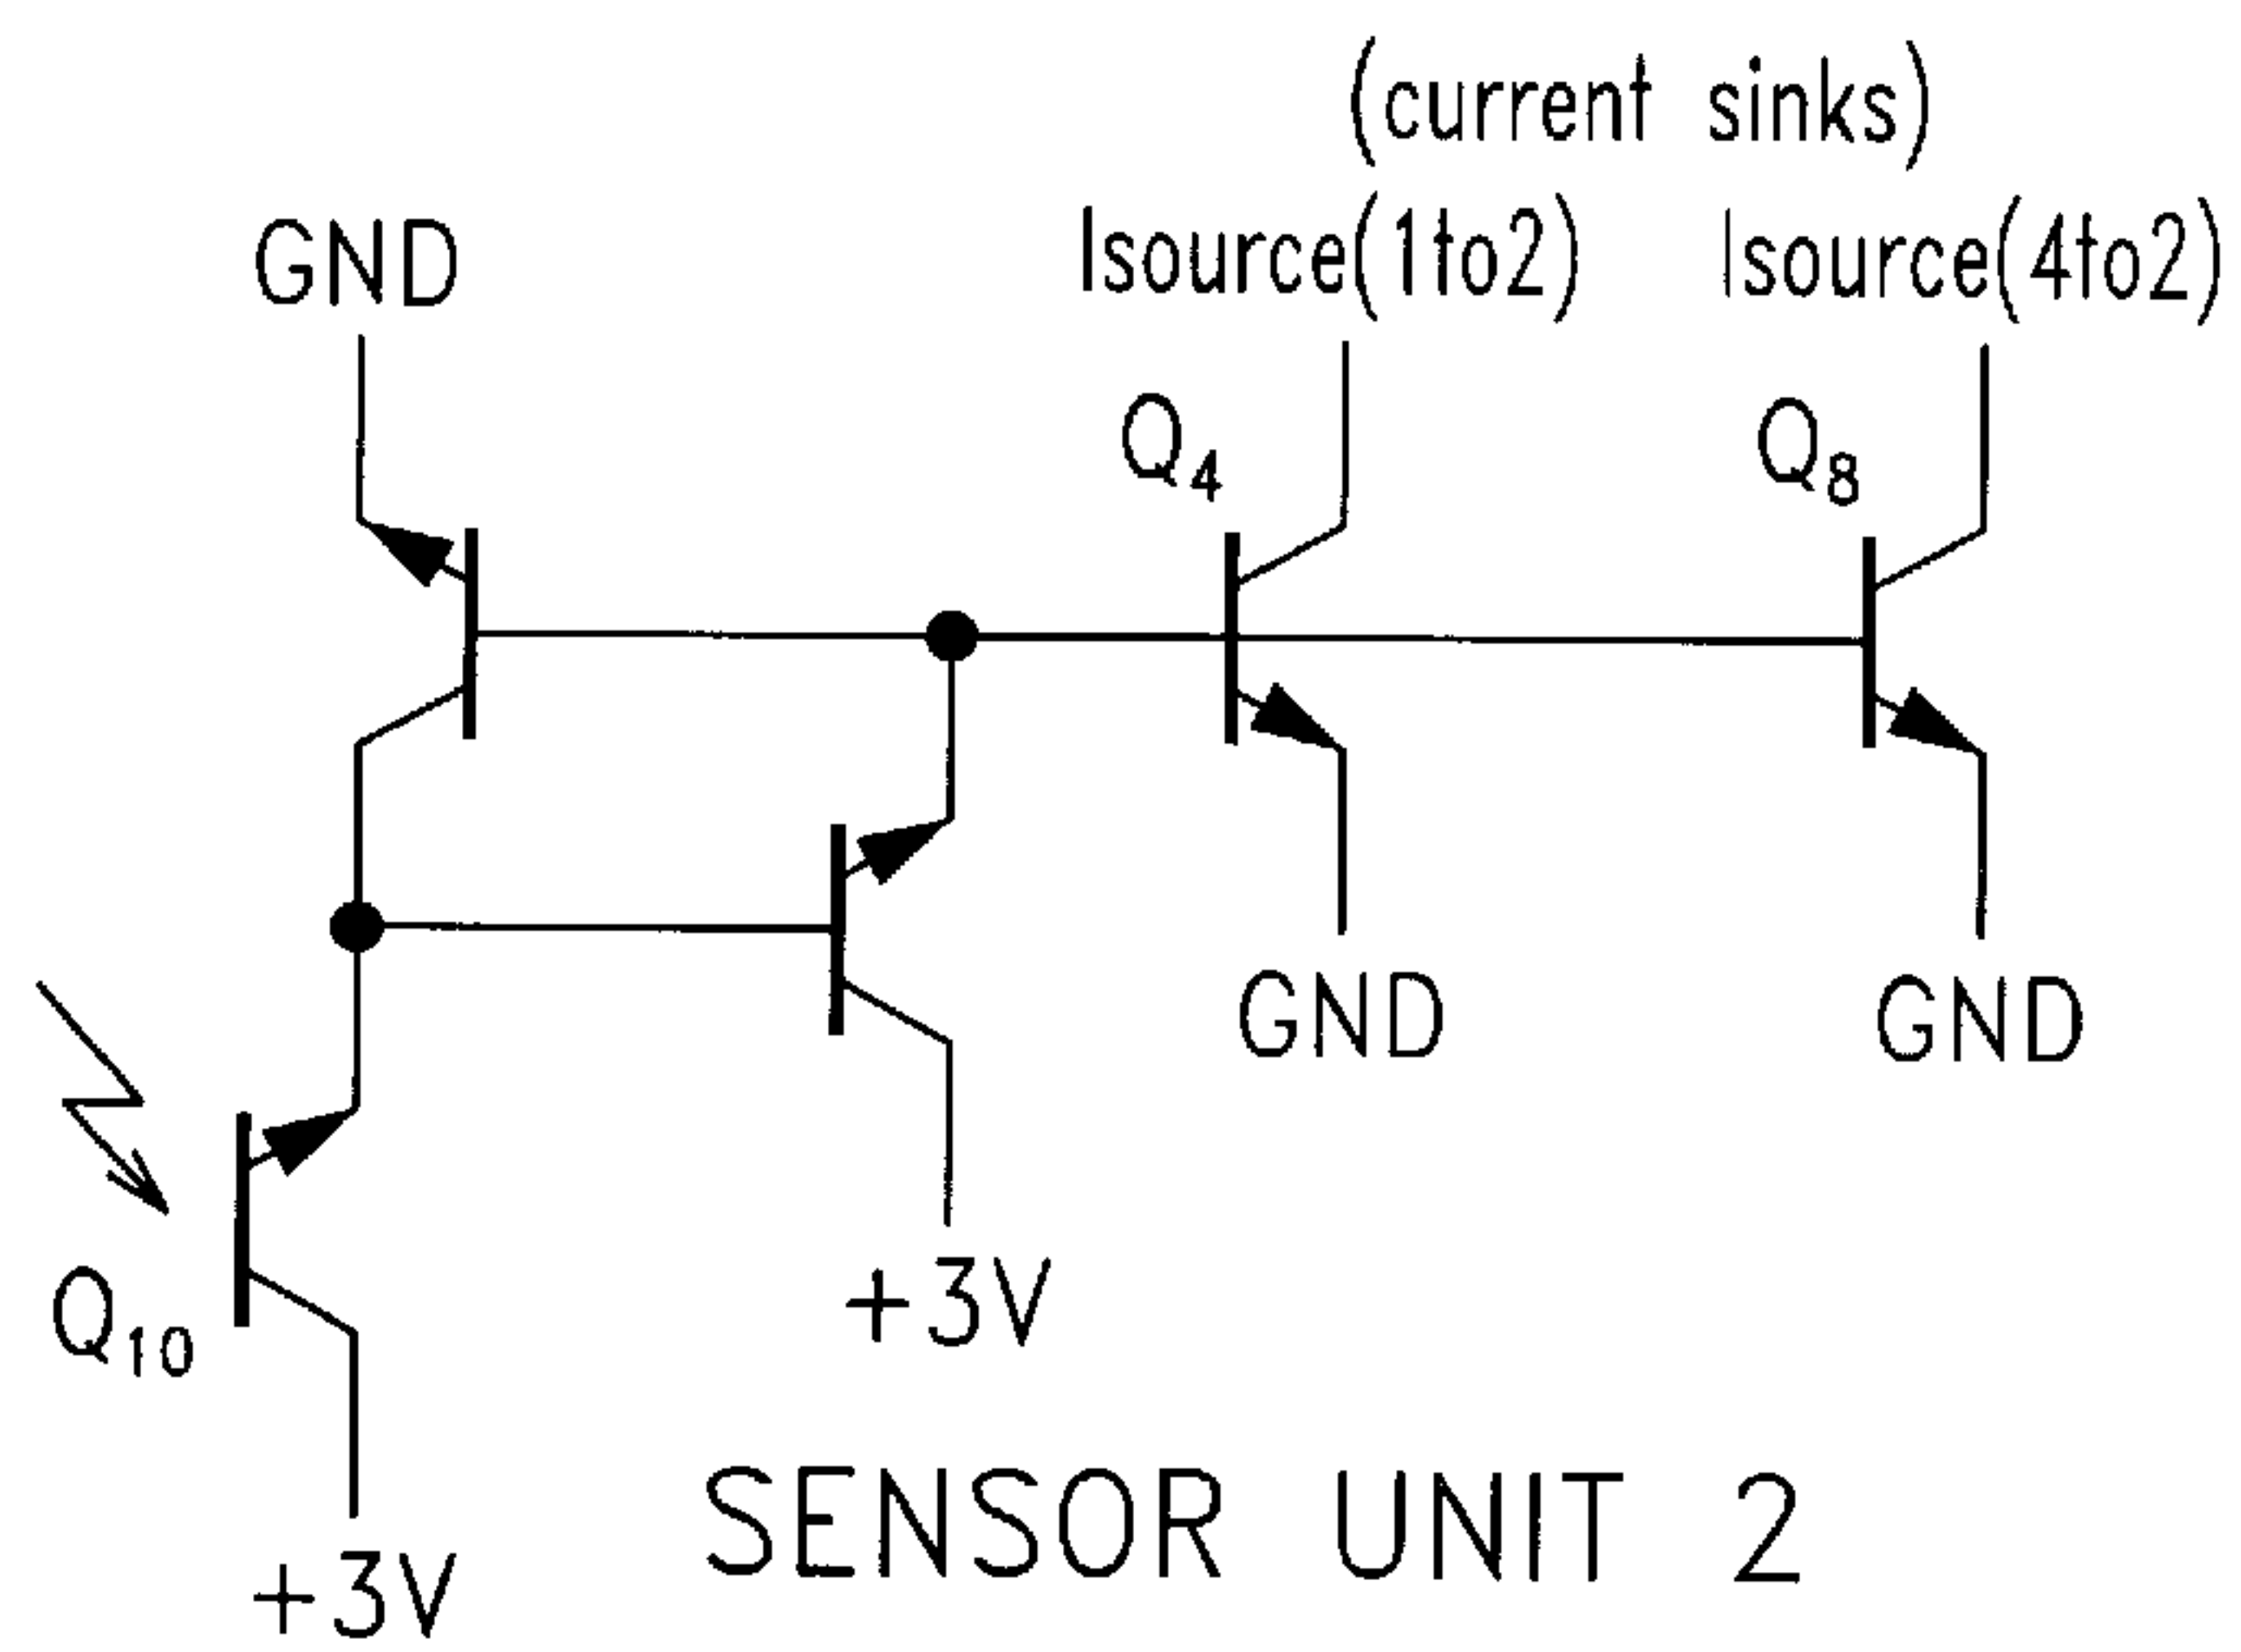 (current sinks)
GND Isource(1to2) Isource(4to2)
Q4 Q8
GND GND
Q10
+3V
SENSOR UNIT 2
+3V